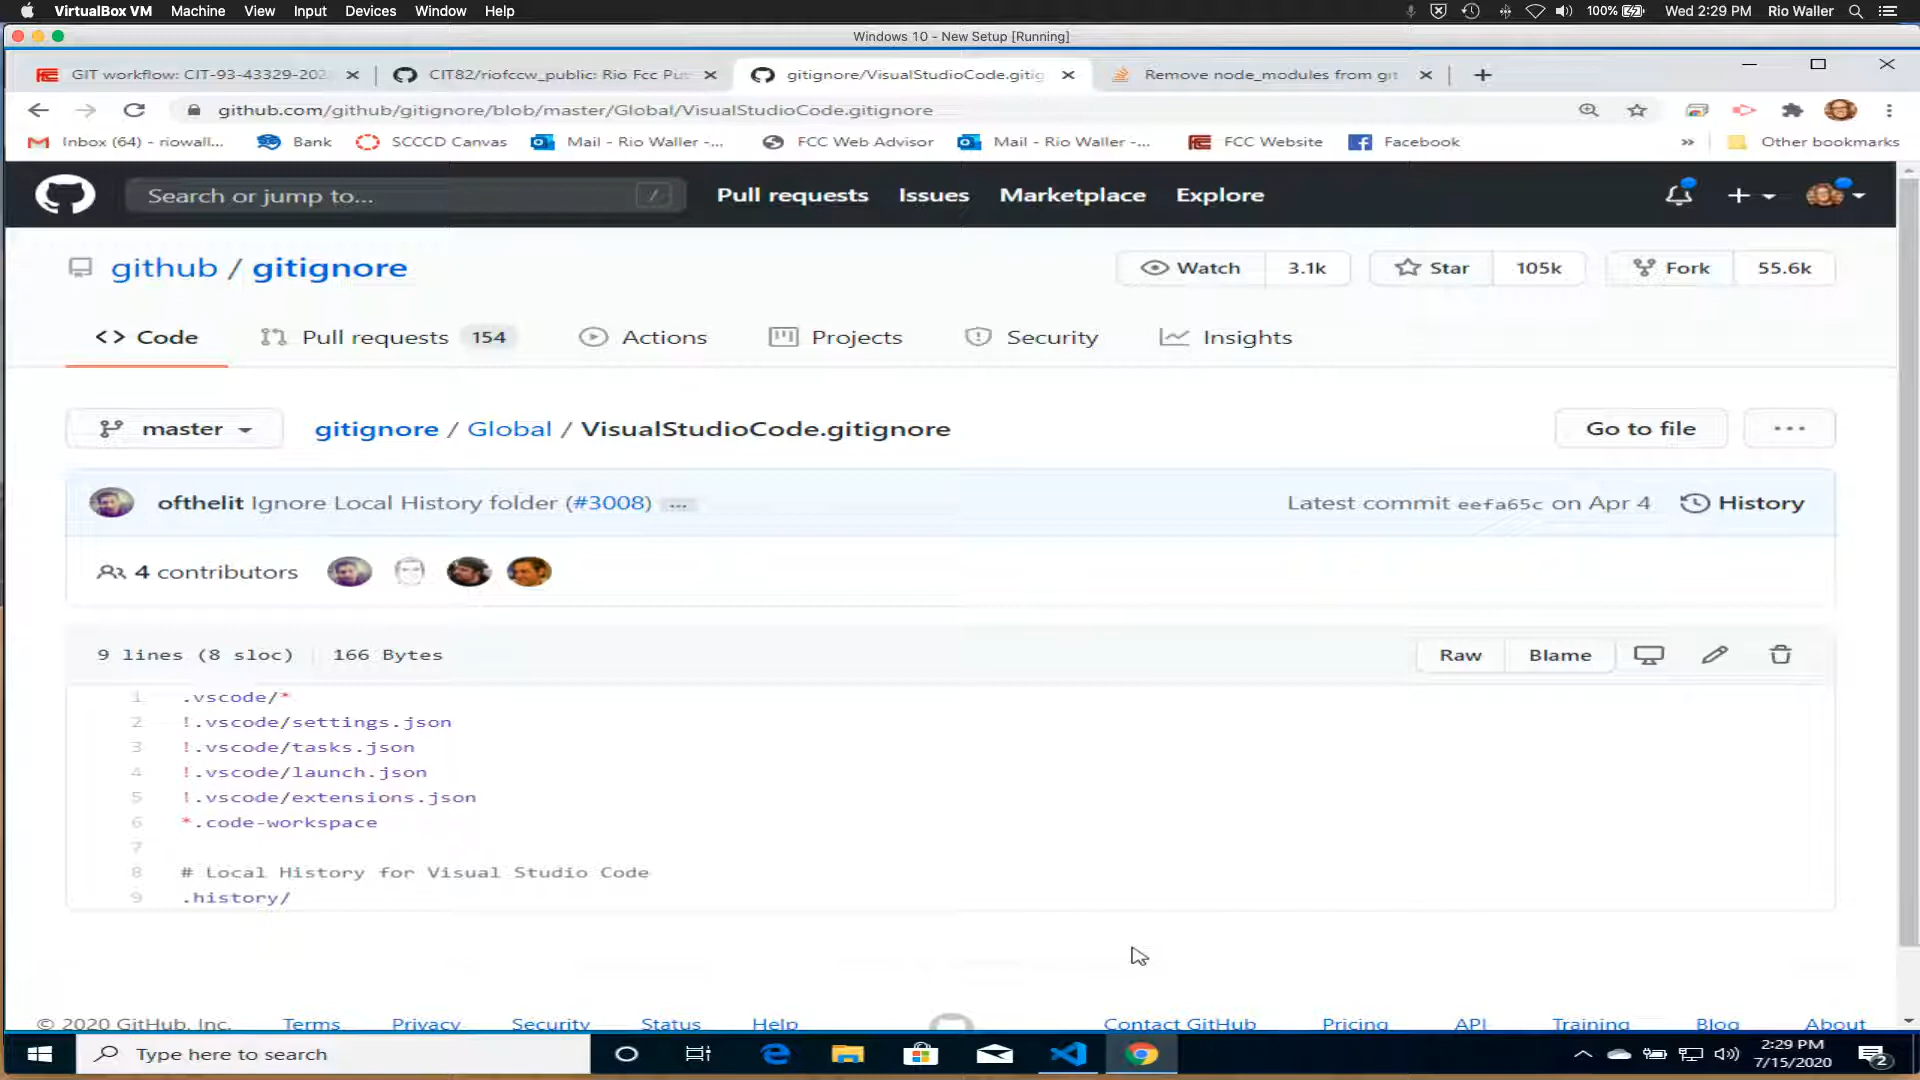 VirtualBox VM Machine View Input Devices Window Help 100% Wed 2:29 PM Rio Waller
Windows 10 - New Setup [Running]
GIT workflow: CIT-93-43329-202 CIT82/riofccw_public: Rio Fcc Pu gitignore/VisualStudioCode.gitig Remove node_modules from git
github.com/github/gitignore/blob/master/Global/VisualStudioCode.gitignore
Inbox (64) - riowall... Bank SCCCD Canvas Mail - Rio Waller -... FCC Web Advisor Mail - Rio Waller -... FCC Website Facebook » Other bookmarks
Search or jump to... / Pull requests Issues Marketplace Explore
github / gitignore Watch 3.1k Star 105k Fork 55.6k
<> Code Pull requests 154 Actions Projects Security Insights
master gitignore / Global / VisualStudioCode.gitignore Go to file ...
ofthelit Ignore Local History folder (#3008) ... Latest commit eefa65c on Apr 4 History
4 contributors
9 lines (8 sloc) 166 Bytes Raw Blame
1 .vscode/*
2 !.vscode/settings.json
3 !.vscode/tasks.json
4 !.vscode/launch.json
5 !.vscode/extensions.json
6 *.code-workspace
7
8 # Local History for Visual Studio Code
9 .history/
© 2020 GitHub, Inc. Terms Privacy Security Status Help Contact GitHub Pricing API Training Blog About
Type here to search 2:29 PM
7/15/2020 2